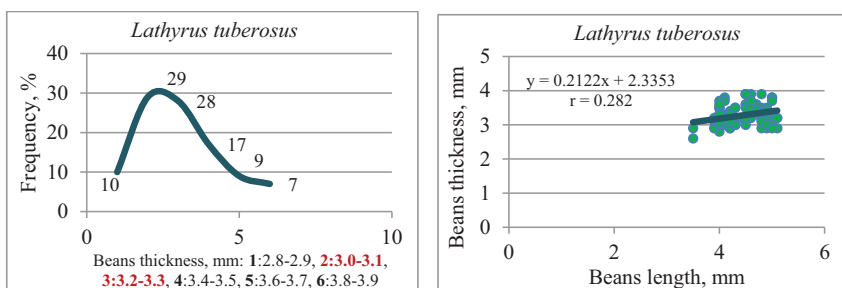 Lathyrus tuberosus
40
30
20
10
0
Frequency, %
10
29
28
17
9
7
0
5
10
Beans thickness, mm: 1:2.8-2.9, 2:3.0-3.1,
3:3.2-3.3, 4:3.4-3.5, 5:3.6-3.7, 6:3.8-3.9
Lathyrus tuberosus
5
4
3
2
1
0
Beans thickness, mm
y = 0.2122x + 2.3353
r = 0.282
0
2
4
6
Beans length, mm